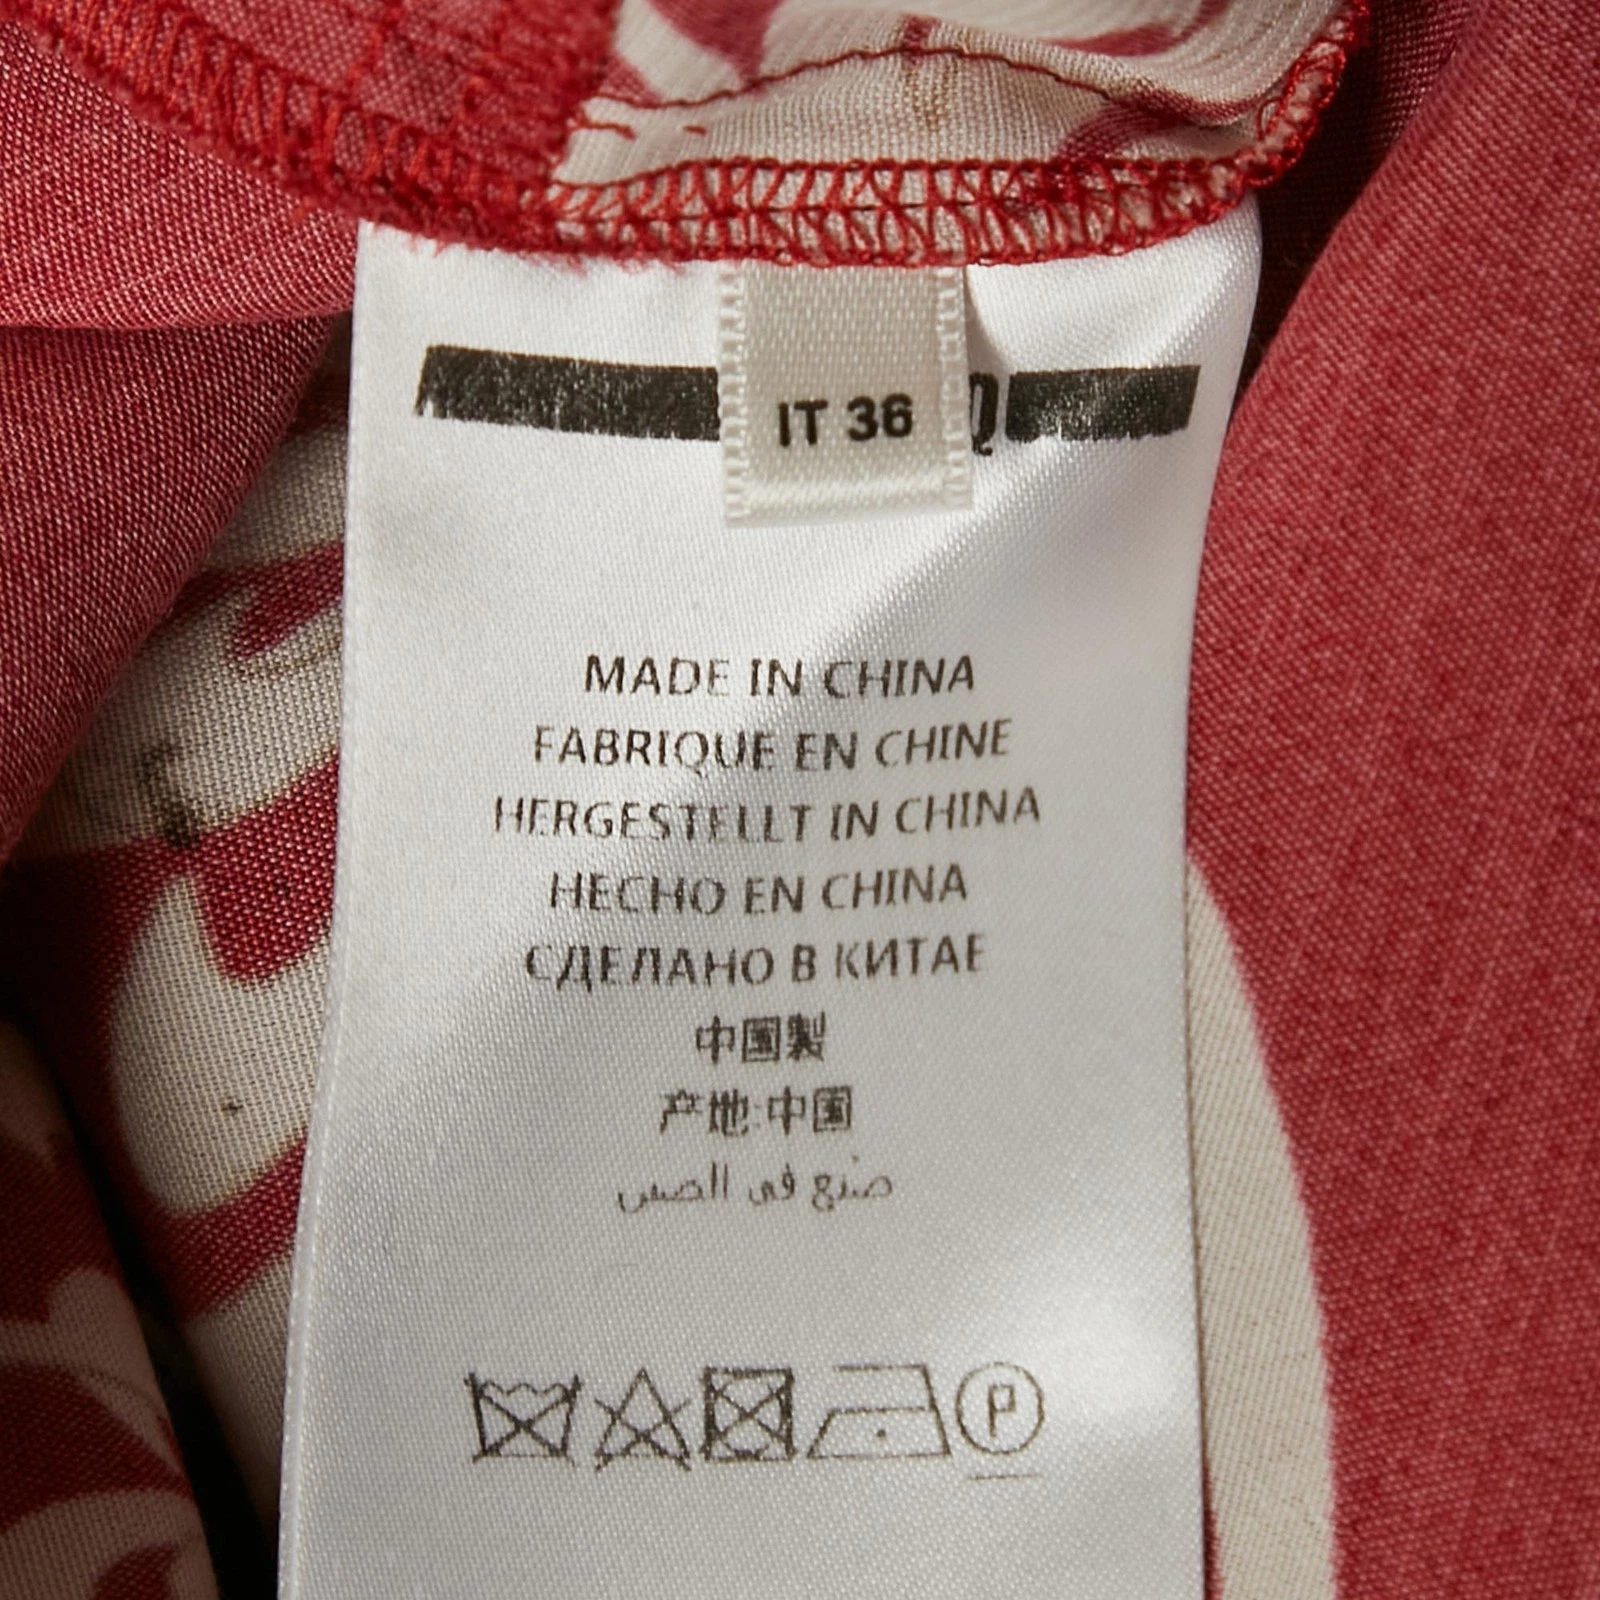 IT 36
Q
MADE IN CHINA
FABRIQUE EN CHINE
HERGESTELLT IN CHINA
HECHO EN CHINA
СДЕЛАНО В КИТАЕ
中国製
产地:中国
صنع في الصين
P